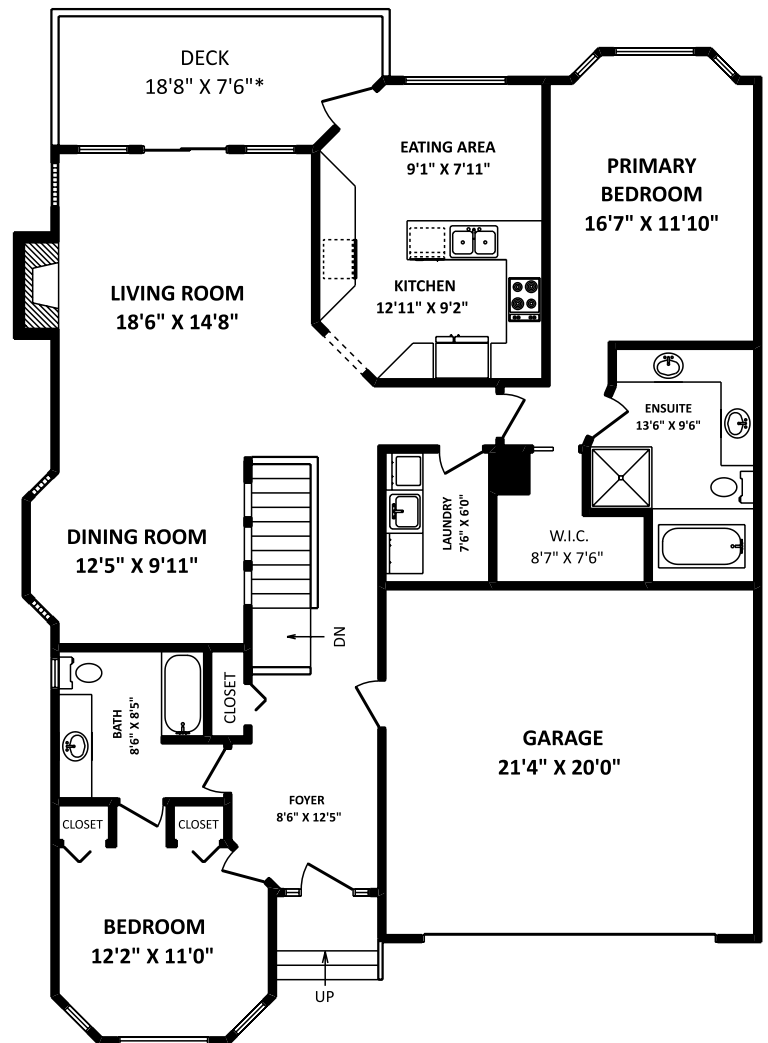 DECK
18'8" X 7'6"*
EATING AREA
9'1" X 7'11"
PRIMARY
BEDROOM
16'7" X 11'10"
LIVING ROOM
18'6" X 14'8"
KITCHEN
12'11" X 9'2"
ENSUITE
13'6" X 9'6"
LAUNDRY
7'6" X 6'0"
DINING ROOM
12'5" X 9'11"
W.I.C.
8'7" X 7'6"
DN
CLOSET
BATH
8'6" X 8'5"
GARAGE
21'4" X 20'0"
FOYER
8'6" X 12'5"
CLOSET
CLOSET
BEDROOM
12'2" X 11'0"
UP